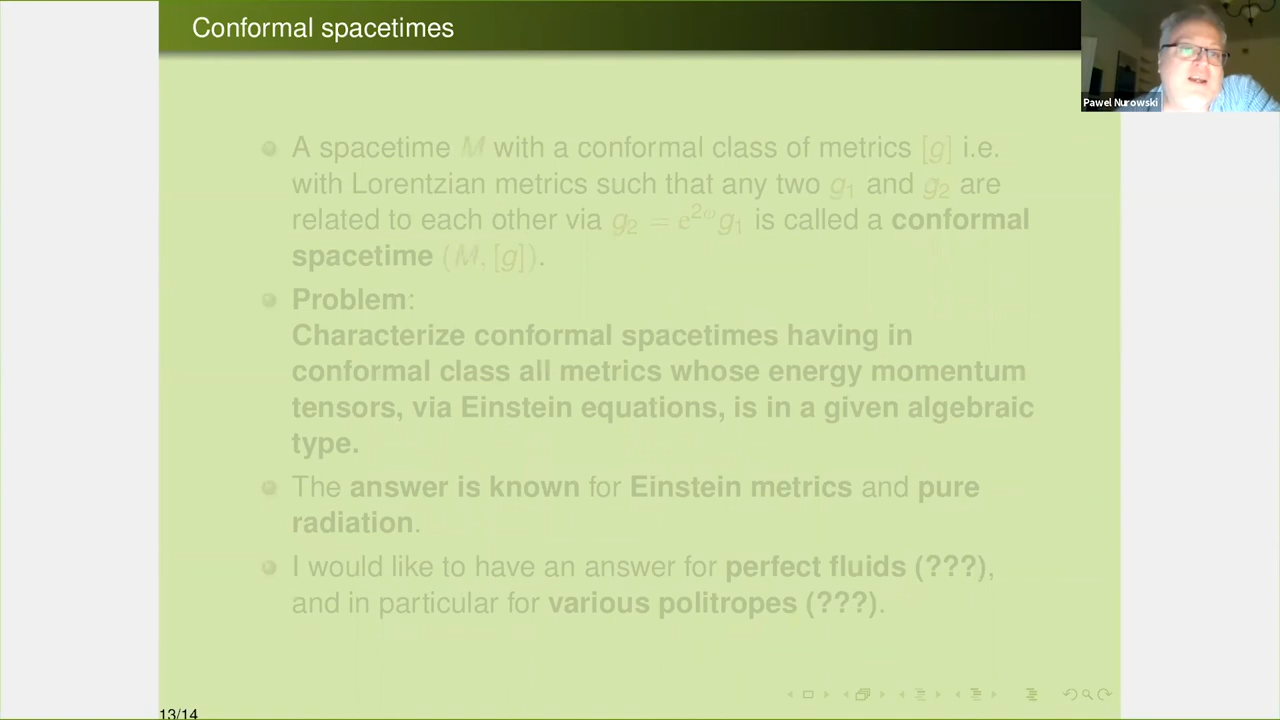 Conformal spacetimes
Pawel Nurowski
A spacetime M with a conformal class of metrics [g] i.e.
with Lorentzian metrics such that any two g₁ and g₂ are
related to each other via g₂ = e²ᵠg₁ is called a conformal
spacetime (M, [g]).
Problem:
Characterize conformal spacetimes having in
conformal class all metrics whose energy momentum
tensors, via Einstein equations, is in a given algebraic
type.
The answer is known for Einstein metrics and pure
radiation.
I would like to have an answer for perfect fluids (???),
and in particular for various politropes (???).
13/14